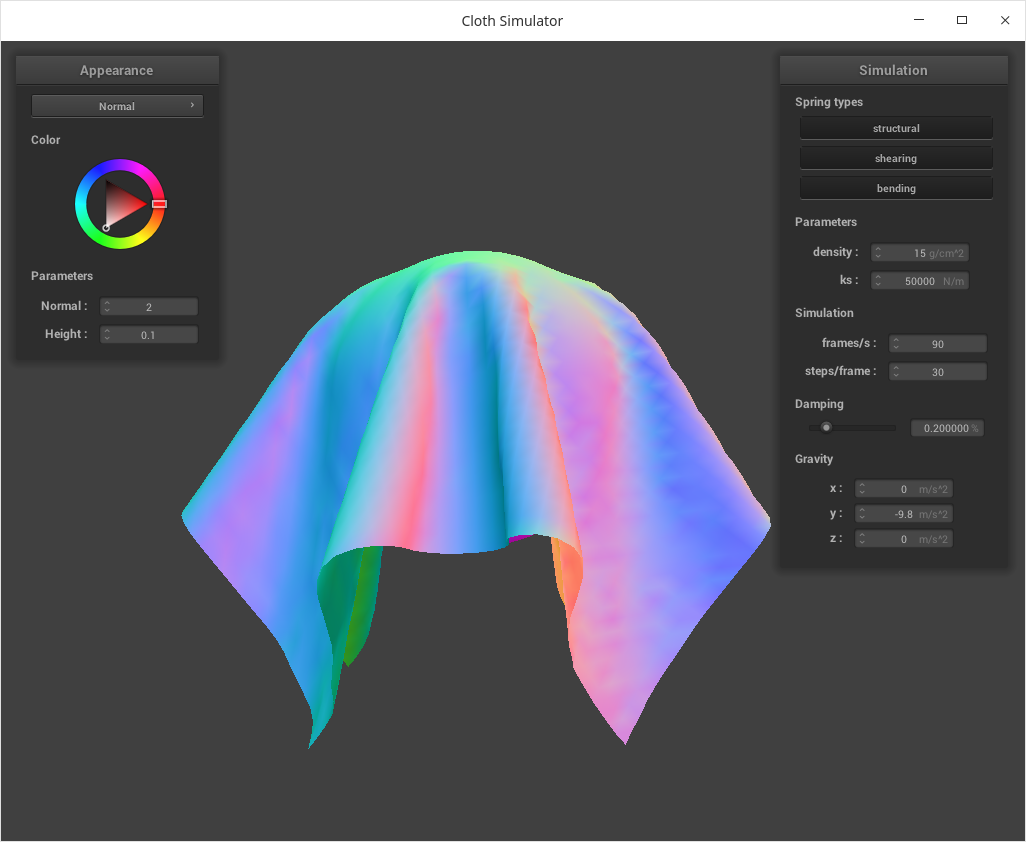 Cloth Simulator
Appearance
Normal
Color
Parameters
Normal : 2
Height : 0.1
Simulation
Spring types
structural
shearing
bending
Parameters
density : 15 g/cm^2
ks : 50000 N/m
Simulation
frames/s : 90
steps/frame : 30
Damping
0.200000 %
Gravity
x : 0 m/s^2
y : -9.8 m/s^2
z : 0 m/s^2